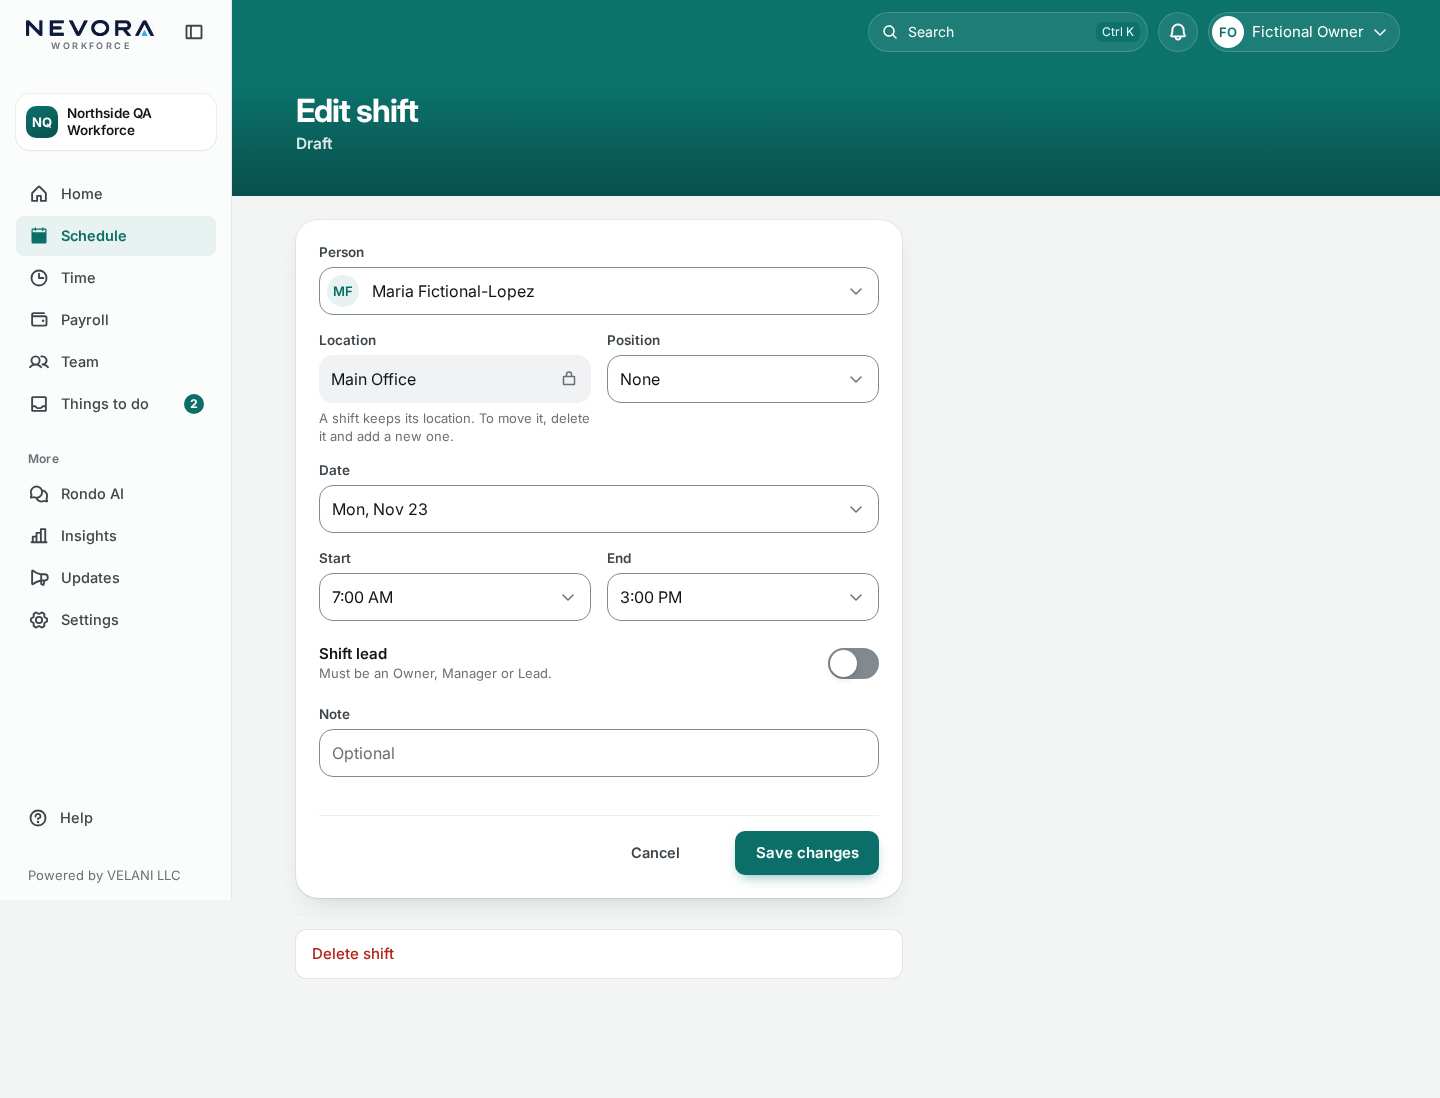 NEVORA
WORKFORCE
Search
Ctrl K
FO
Fictional Owner
NQ
Northside QA
Workforce
Home
Schedule
Time
Payroll
Team
Things to do
2
More
Rondo AI
Insights
Updates
Settings
Help
Powered by VELANI LLC
Edit shift
Draft
Person
MF
Maria Fictional-Lopez
Location
Main Office
A shift keeps its location. To move it, delete
it and add a new one.
Position
None
Date
Mon, Nov 23
Start
7:00 AM
End
3:00 PM
Shift lead
Must be an Owner, Manager or Lead.
Note
Optional
Cancel
Save changes
Delete shift